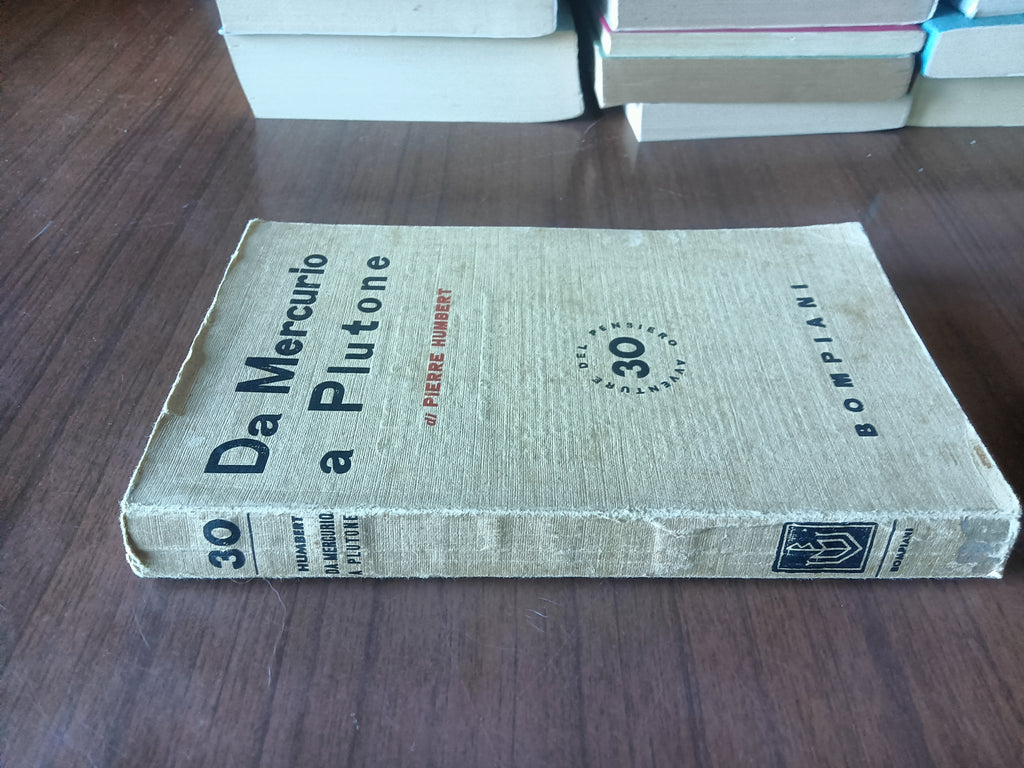 Da Mercurio
a Plutone
di PIERRE HUMBERT
AVVENTURE DEL PENSIERO
30
BOMPIANI
30
HUMBERT
DA MERCURIO
A PLUTONE
BOMPIANI